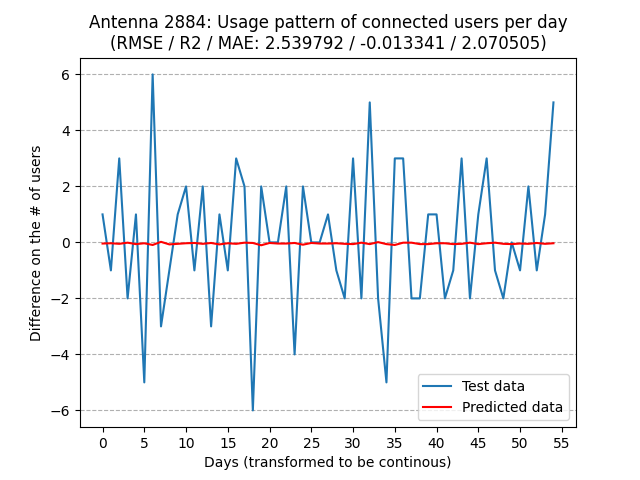 Antenna 2884: Usage pattern of connected users per day
(RMSE / R2 / MAE: 2.539792 / -0.013341 / 2.070505)
Difference on the # of users
6
4
2
0
−2
−4
−6
Test data
Predicted data
0 5 10 15 20 25 30 35 40 45 50 55
Days (transformed to be continous)